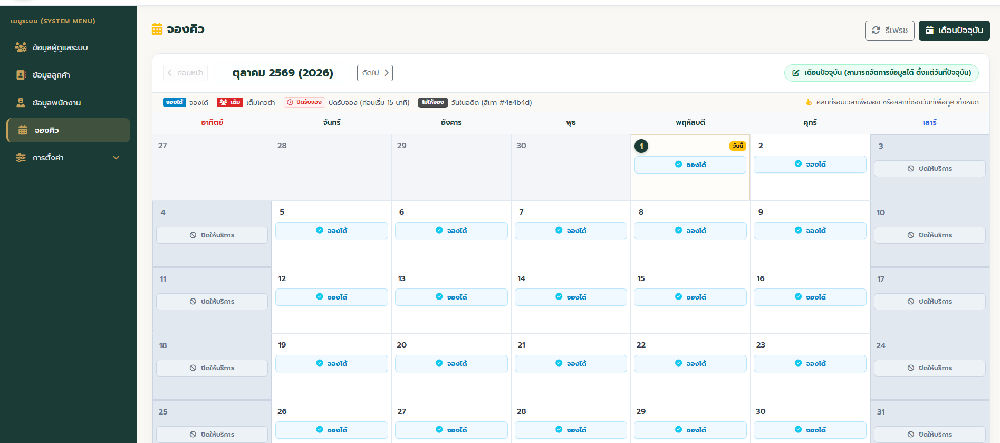 เมนูระบบ (SYSTEM MENU)
ข้อมูลผู้ดูแลระบบ
ข้อมูลลูกค้า
ข้อมูลพนักงาน
จองคิว
การตั้งค่า
จองคิว
รีเฟรช
เดือนปัจจุบัน
ก่อนหน้า
ตุลาคม 2569 (2026)
ถัดไป
เดือนปัจจุบัน (สามารถจัดการข้อมูลได้ ตั้งแต่วันที่ปัจจุบัน)
จองได้ จองได้ เต็ม เต็มโควต้า ปิดรับจอง ปิดรับจอง (ก่อนเริ่ม 15 นาที) ไม่ให้จอง วันในอดีต (สีเทา #4a4b4d)
คลิกที่รอบเวลาเพื่อจอง หรือคลิกที่ช่องวันที่เพื่อดูคิวทั้งหมด
อาทิตย์ จันทร์ อังคาร พุธ พฤหัสบดี ศุกร์ เสาร์
27 28 29 30 1 วันนี้ 2 3
จองได้ จองได้ ปิดให้บริการ
4 5 6 7 8 9 10
ปิดให้บริการ จองได้ จองได้ จองได้ จองได้ จองได้ ปิดให้บริการ
11 12 13 14 15 16 17
ปิดให้บริการ จองได้ จองได้ จองได้ จองได้ จองได้ ปิดให้บริการ
18 19 20 21 22 23 24
ปิดให้บริการ จองได้ จองได้ จองได้ จองได้ จองได้ ปิดให้บริการ
25 26 27 28 29 30 31
ปิดให้บริการ จองได้ จองได้ จองได้ จองได้ จองได้ ปิดให้บริการ